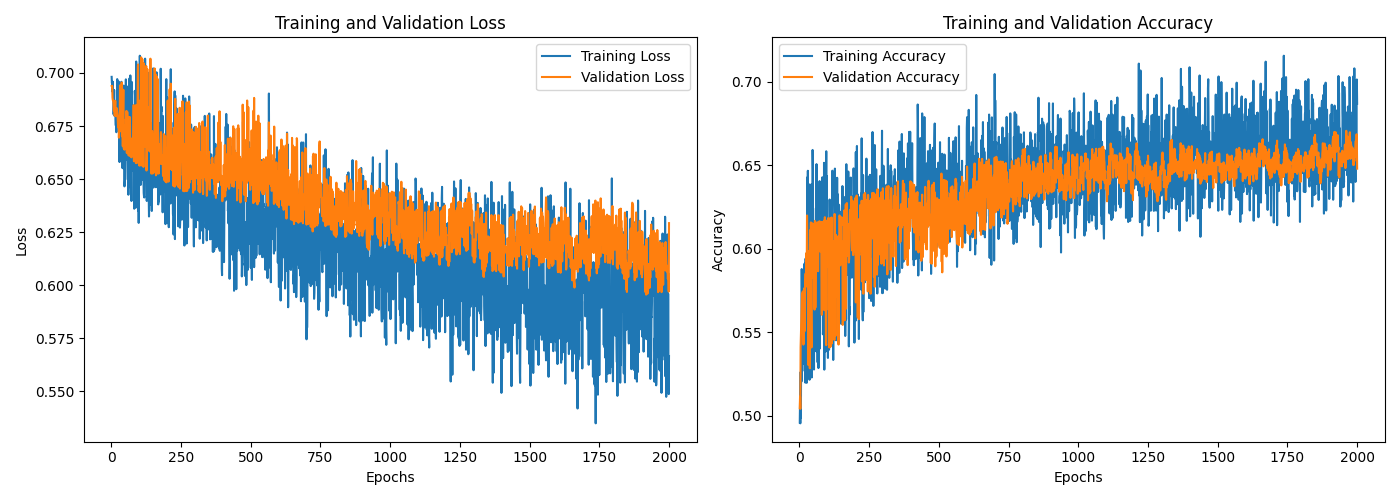 Training and Validation Loss
Training Loss
Validation Loss
0.700
0.675
0.650
0.625
0.600
0.575
0.550
Loss
0 250 500 750 1000 1250 1500 1750 2000
Epochs
Training and Validation Accuracy
Training Accuracy
Validation Accuracy
0.70
0.65
0.60
0.55
0.50
Accuracy
0 250 500 750 1000 1250 1500 1750 2000
Epochs